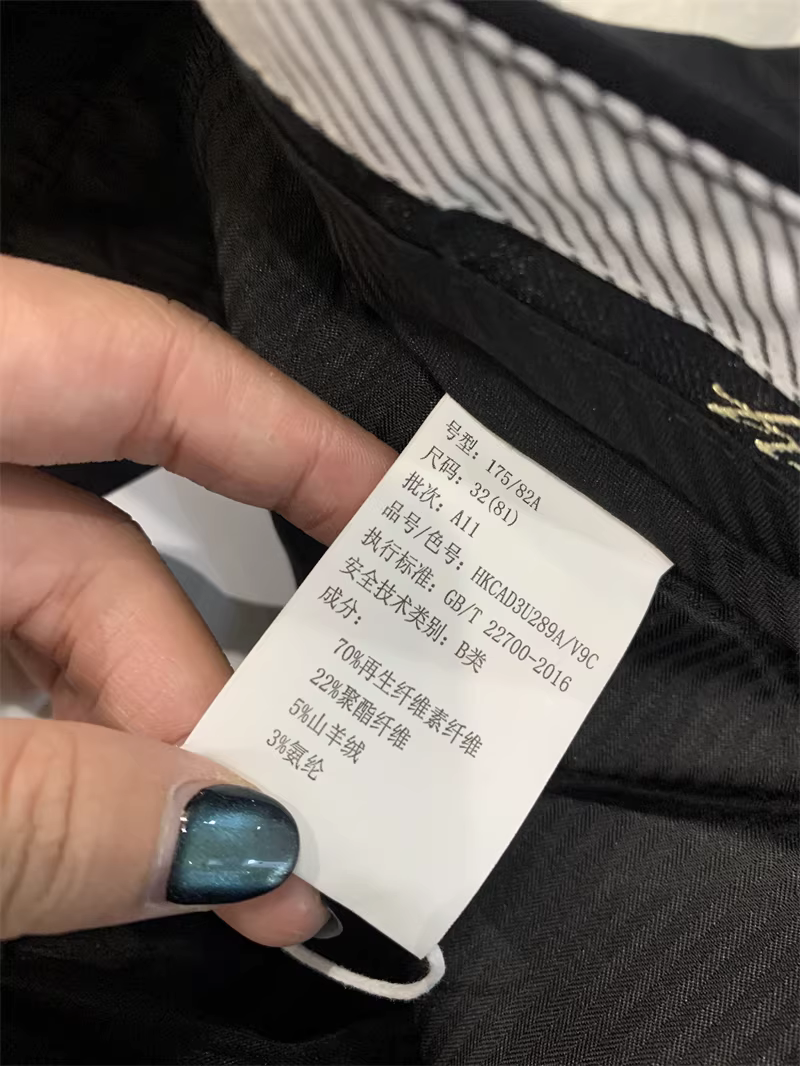 号型: 175/82A
尺码: 32(81)
批次: A11
品号/色号: HKCAD3U289A/V9C
执行标准: GB/T 22700-2016
安全技术类别: B类
成分:
70%再生纤维素纤维
22%聚酯纤维
5%山羊绒
3%氨纶